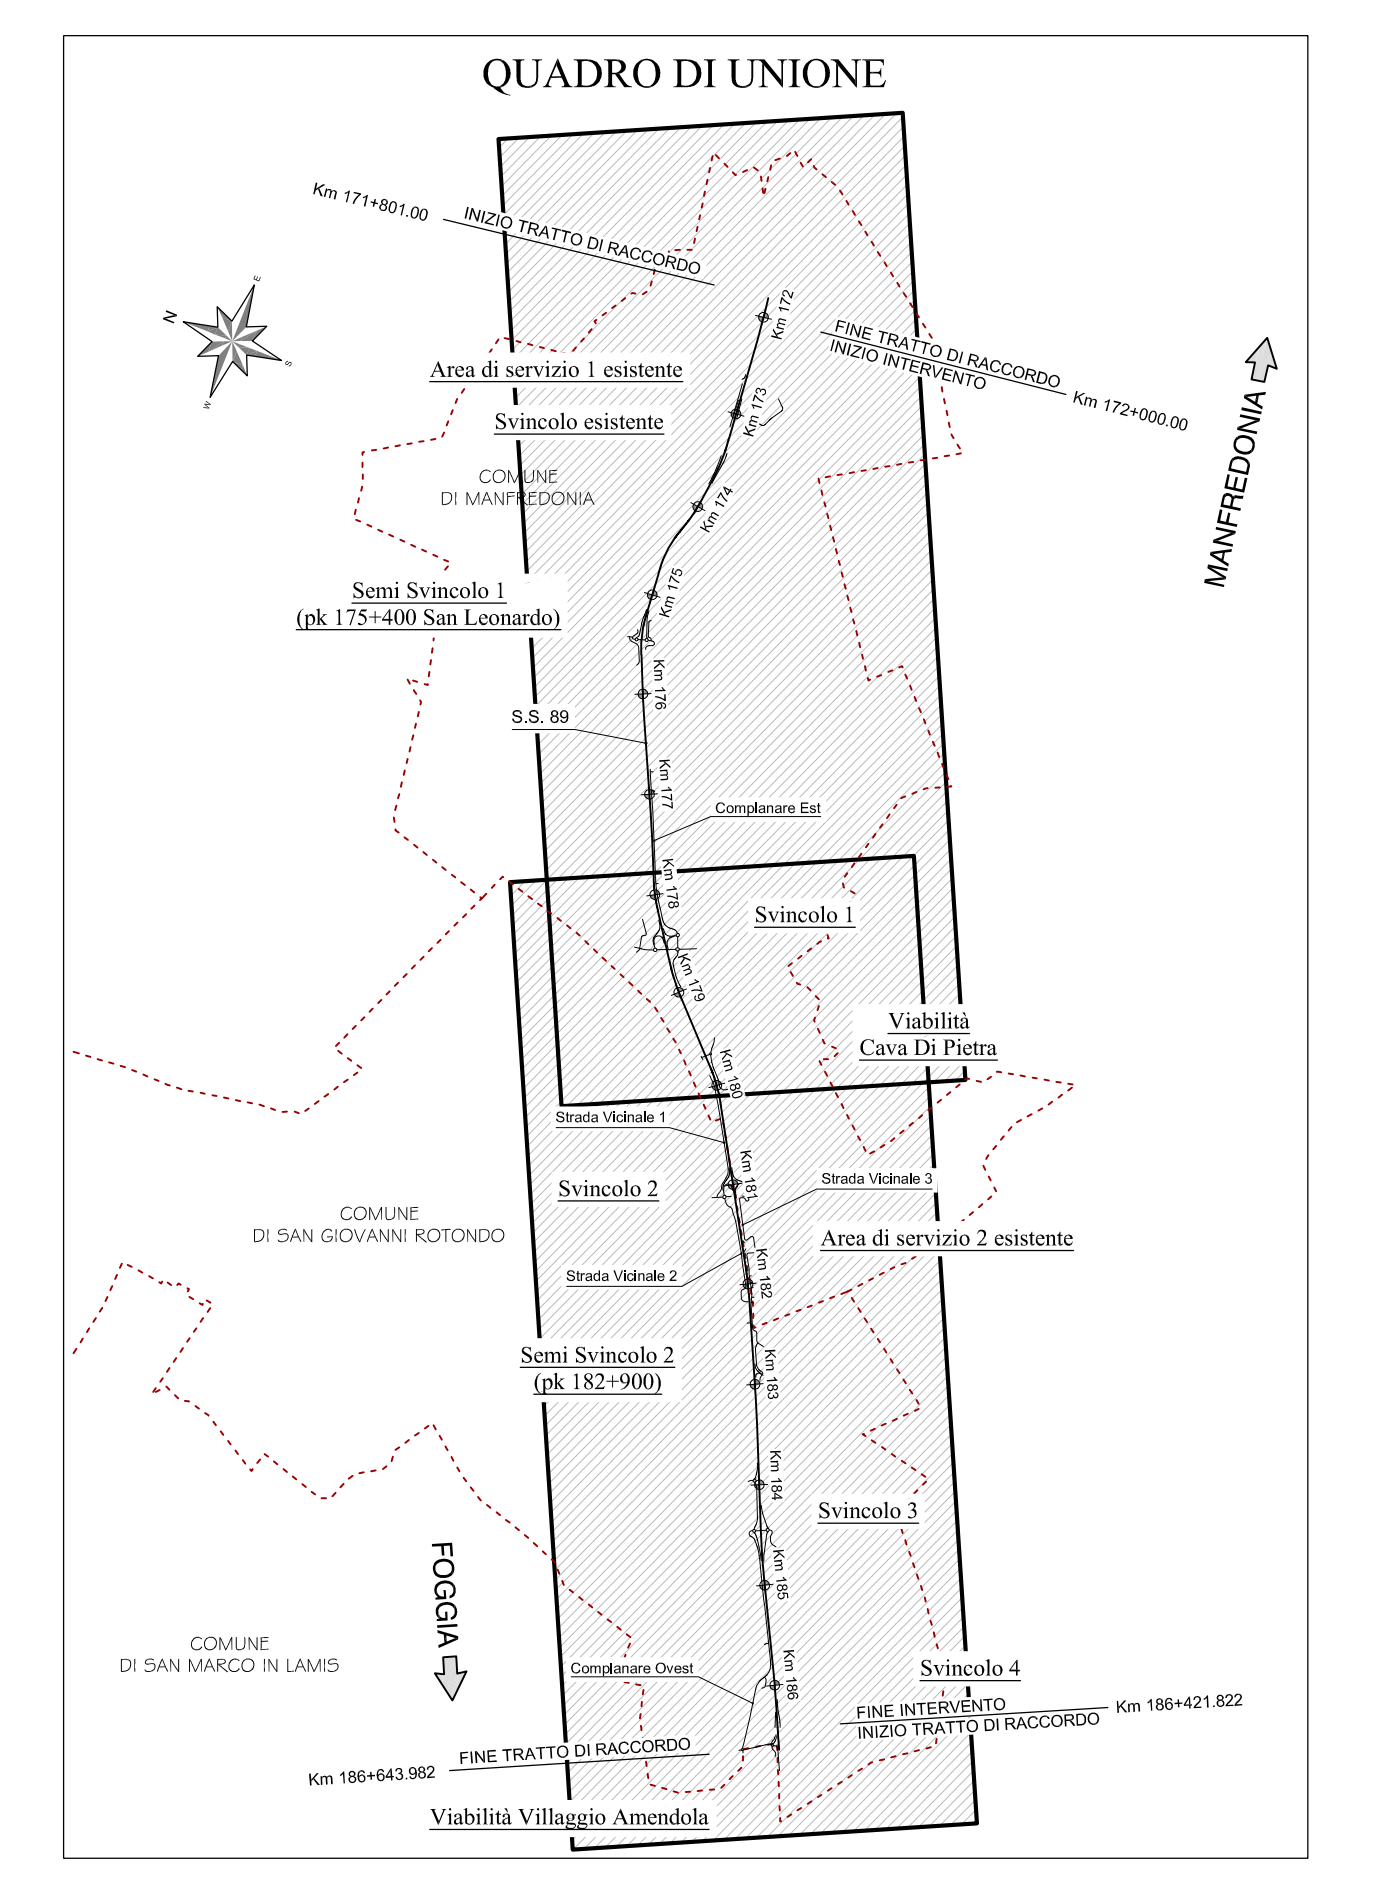 QUADRO DI UNIONE
Km 171+801.00
INIZIO TRATTO DI RACCORDO
E
N
S
W
Km 172
FINE TRATTO DI RACCORDO
INIZIO INTERVENTO
Km 172+000.00
Area di servizio 1 esistente
MANFREDONIA
Km 173
Svincolo esistente
COMUNE
DI MANFREDONIA
Km 174
Semi Svincolo 1
(pk 175+400 San Leonardo)
Km 175
Km 176
S.S. 89
Km 177
Complanare Est
Km 178
Svincolo 1
Km 179
Viabilità
Cava Di Pietra
Km 180
Strada Vicinale 1
Km 181
Strada Vicinale 3
Svincolo 2
COMUNE
DI SAN GIOVANNI ROTONDO
Area di servizio 2 esistente
Strada Vicinale 2
Km 182
Semi Svincolo 2
(pk 182+900)
Km 183
Km 184
Svincolo 3
FOGGIA
Km 185
COMUNE
DI SAN MARCO IN LAMIS
Complanare Ovest
Km 186
Svincolo 4
FINE INTERVENTO
INIZIO TRATTO DI RACCORDO
Km 186+421.822
FINE TRATTO DI RACCORDO
Km 186+643.982
Viabilità Villaggio Amendola